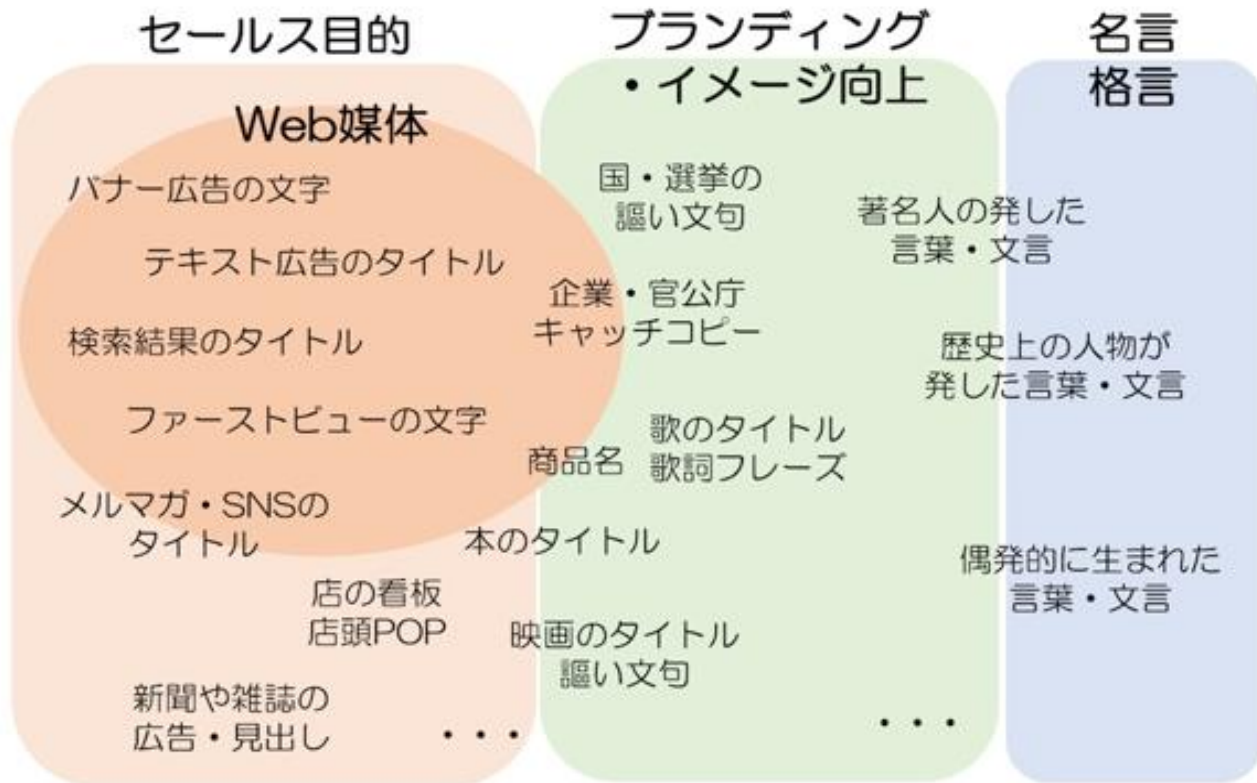 セールス目的
ブランディング
・イメージ向上
名言
格言
Web媒体
バナー広告の文字
テキスト広告のタイトル
検索結果のタイトル
ファーストビューの文字
メルマガ・SNSの
タイトル
店の看板
店頭POP
新聞や雑誌の
広告・見出し
・・・
国・選挙の
謳い文句
企業・官公庁
キャッチコピー
歌のタイトル
歌詞フレーズ
商品名
本のタイトル
映画のタイトル
謳い文句
・・・
著名人の発した
言葉・文言
歴史上の人物が
発した言葉・文言
偶発的に生まれた
言葉・文言